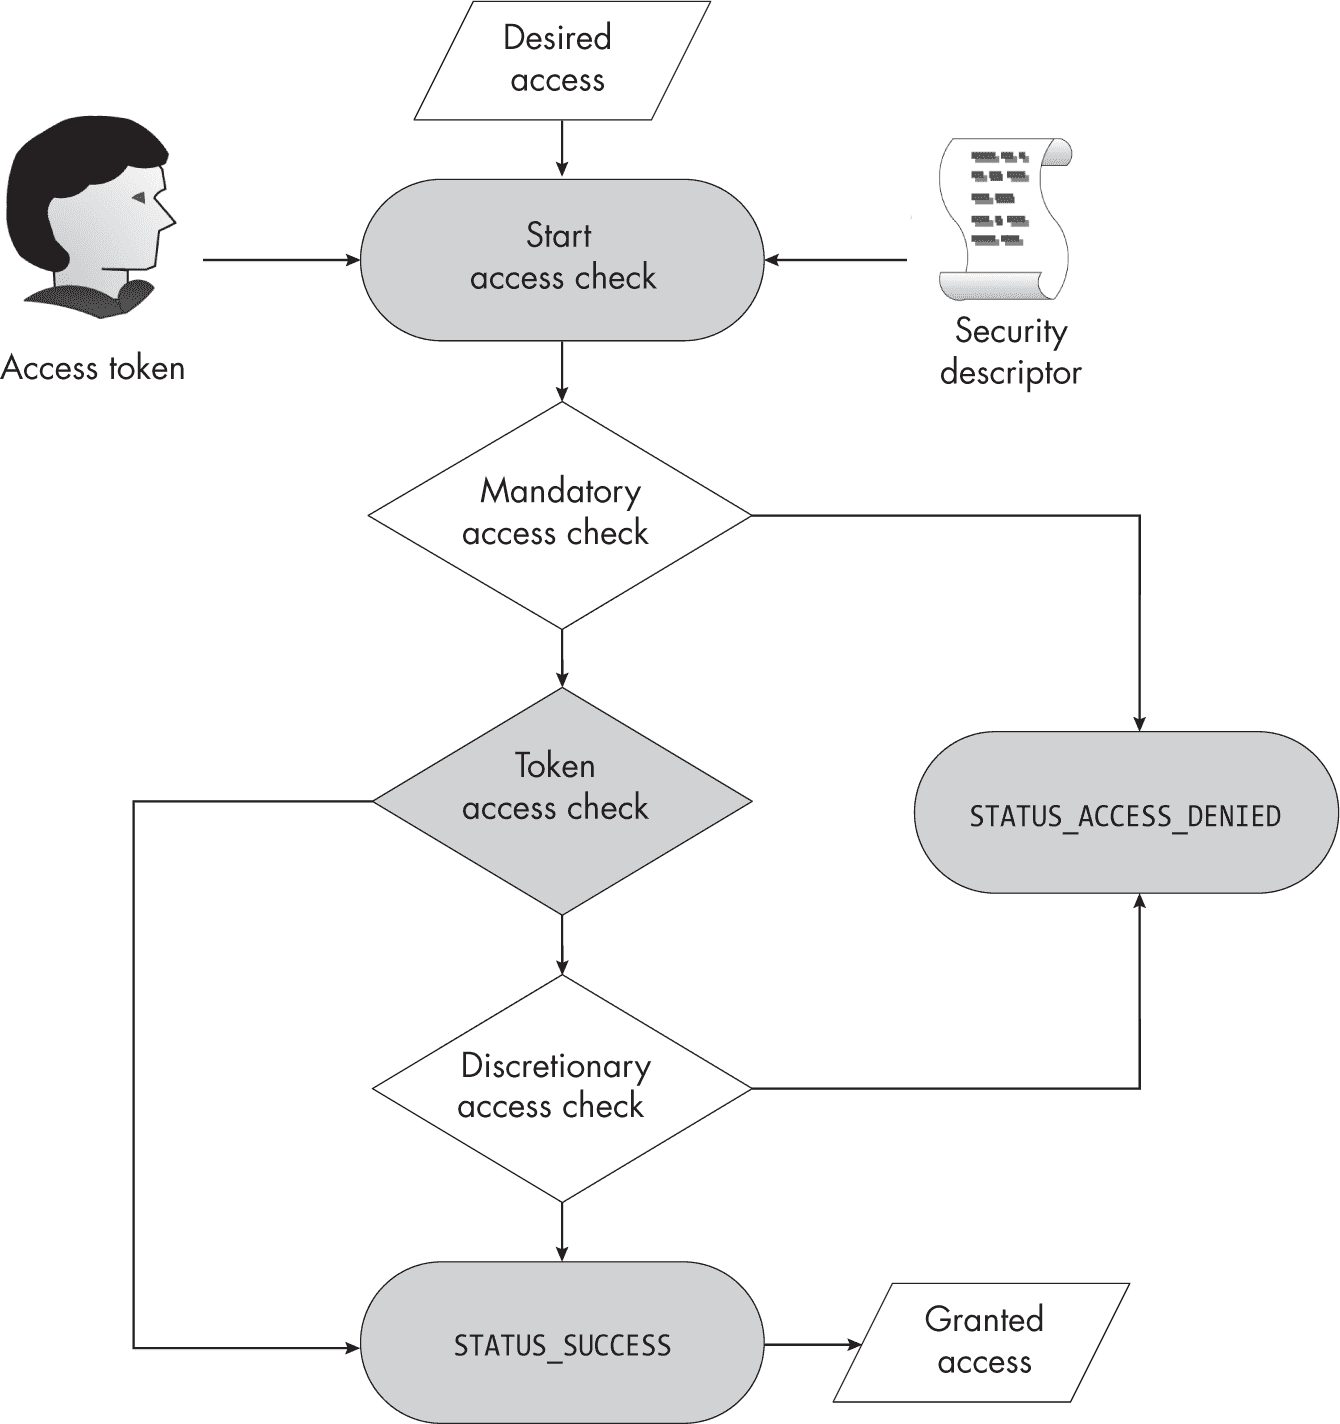 Desired
access
Start
access check
Access token
Security
descriptor
Mandatory
access check
Token
access check
STATUS_ACCESS_DENIED
Discretionary
access check
STATUS_SUCCESS
Granted
access